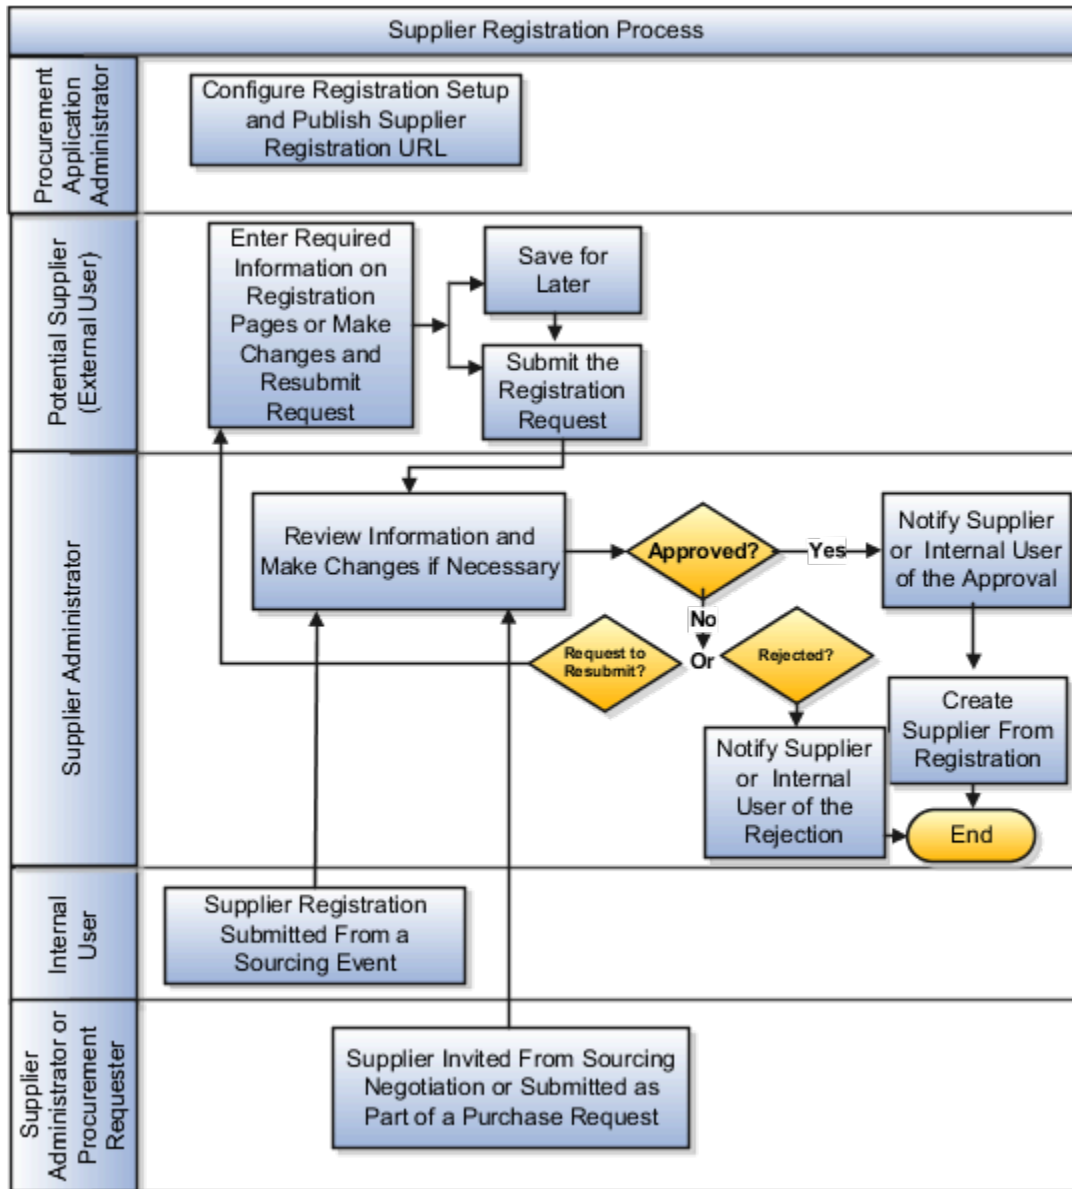 Supplier Registration Process
Procurement
Application
Administrator
Configure Registration Setup
and Publish Supplier
Registration URL
Potential Supplier
(External User)
Enter Required
Information on
Registration
Pages or Make
Changes and
Resubmit
Request
Save for
Later
Submit the
Registration
Request
Supplier Administrator
Review Information and
Make Changes if Necessary
Approved?
Yes
Notify Supplier
or Internal User
of the Approval
No
Or
Request to
Resubmit?
Rejected?
Create
Supplier From
Registration
Notify Supplier
or Internal
User of the
Rejection
End
Internal
User
Supplier Registration
Submitted From a
Sourcing Event
Supplier
Administrator or
Procurement
Requester
Supplier Invited From Sourcing
Negotiation or Submitted as
Part of a Purchase Request